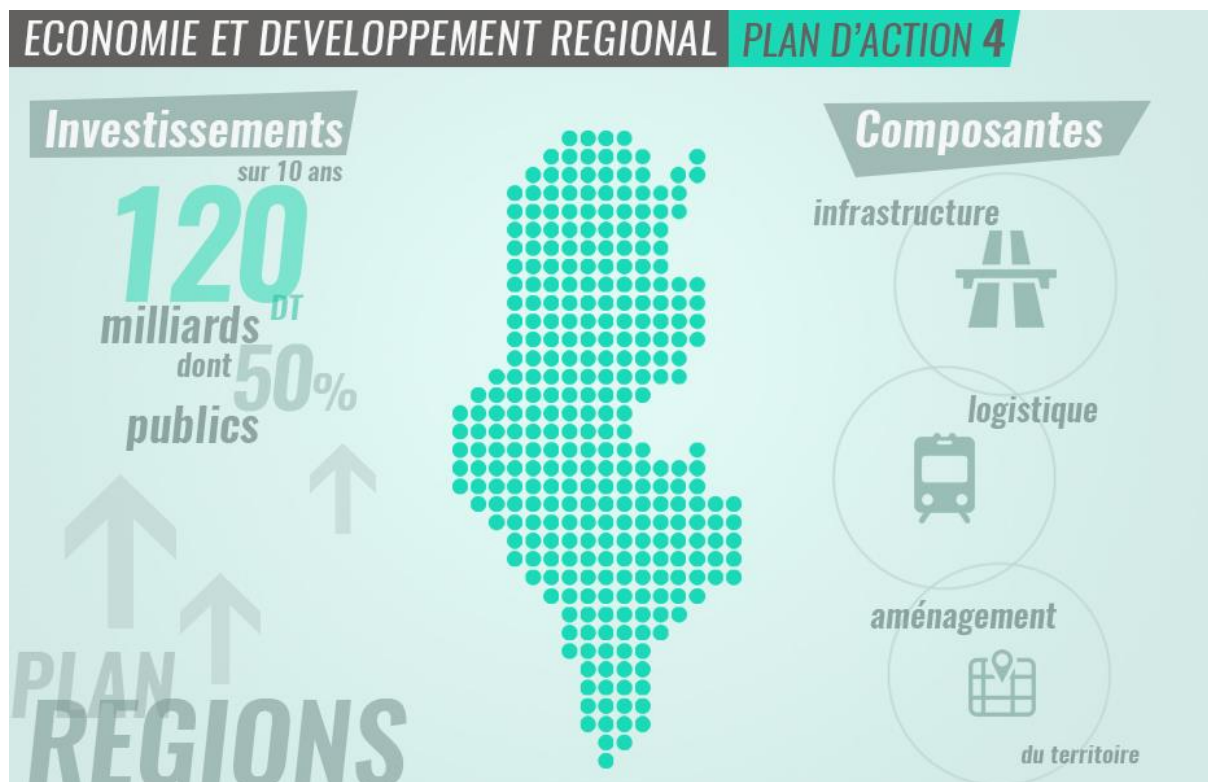 ECONOMIE ET DEVELOPPEMENT REGIONAL PLAN D'ACTION 4
Investissements
sur 10 ans
120
milliards DT
dont 50%
publics
PLAN
REGIONS
Composantes
infrastructure
logistique
aménagement
du territoire